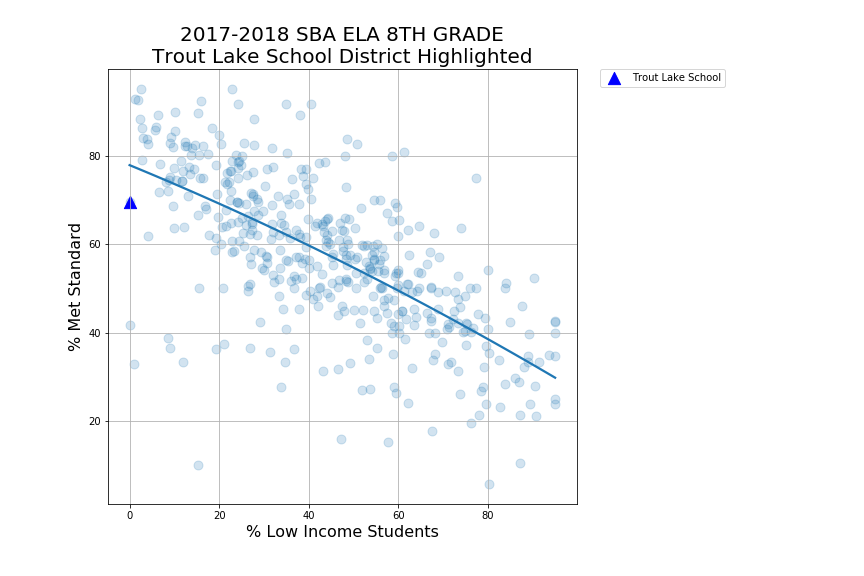 2017-2018 SBA ELA 8TH GRADE
Trout Lake School District Highlighted
Trout Lake School
80
60
40
20
% Met Standard
0 20 40 60 80
% Low Income Students